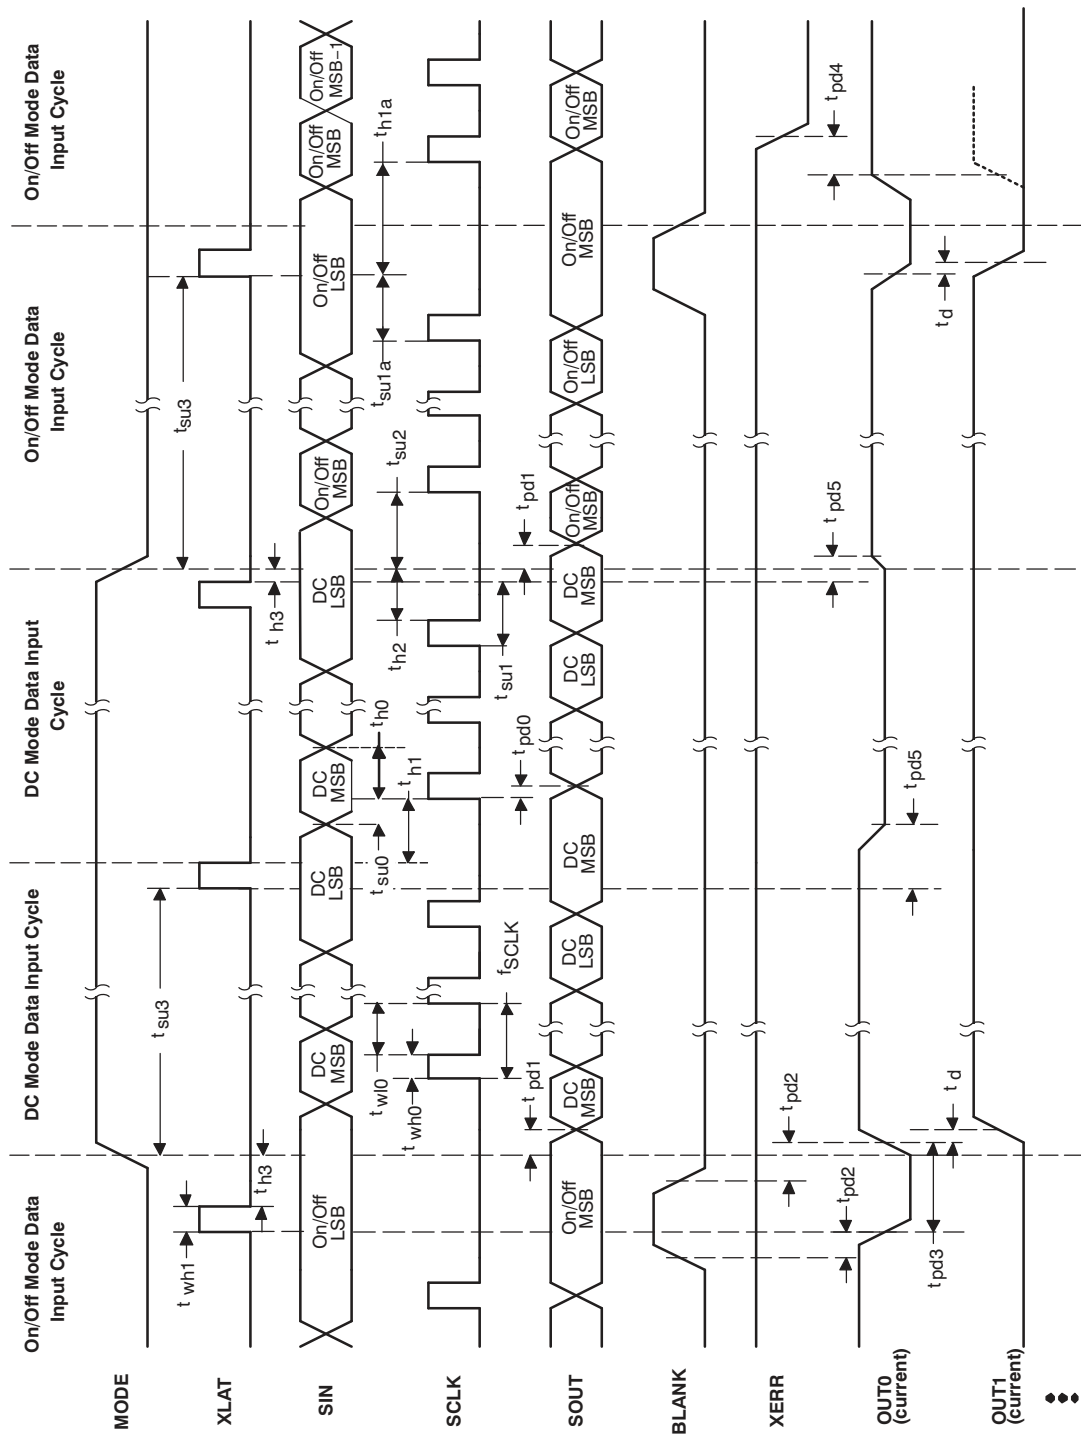 On/Off Mode Data
Input Cycle
DC Mode Data Input Cycle
DC Mode Data Input
Cycle
On/Off Mode Data
Input Cycle
On/Off Mode Data
Input Cycle
MODE
XLAT
t wh1
t h3
t su3
t h3
t su3
SIN
On/Off
LSB
DC
MSB
DC
LSB
DC
MSB
DC
LSB
On/Off
MSB
On/Off
LSB
On/Off
MSB
On/Off
MSB-1
t wl0
t su0
t h0
t h2
t su2
t su1a
t h1a
t wh0
t h1
SCLK
f SCLK
t su1
t pd1
t pd0
t pd1
SOUT
On/Off
MSB
DC
MSB
DC
LSB
DC
MSB
DC
LSB
DC
MSB
On/Off
MSB
On/Off
LSB
On/Off
MSB
On/Off
MSB
BLANK
XERR
t pd2
t pd2
t pd5
t pd4
OUT0
(current)
t pd3
t d
t pd5
t d
OUT1
(current)